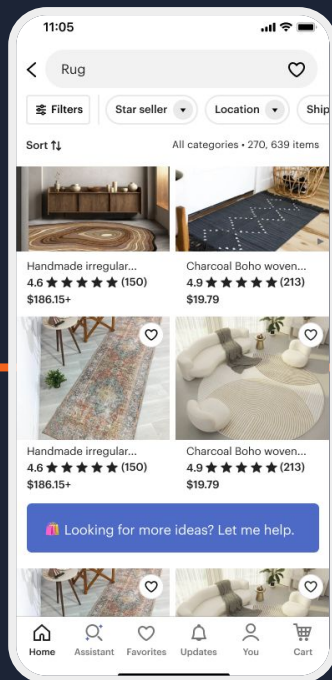 11:05
Rug
Filters
Star seller
Location
Ship
Sort
All categories • 270, 639 items
Handmade irregular...
4.6 ★★★★★ (150)
$186.15+
Charcoal Boho woven...
4.9 ★★★★★ (213)
$19.79
Handmade irregular...
4.6 ★★★★★ (150)
$186.15+
Charcoal Boho woven...
4.9 ★★★★★ (213)
$19.79
🛍️ Looking for more ideas? Let me help.
Home
Assistant
Favorites
Updates
You
Cart